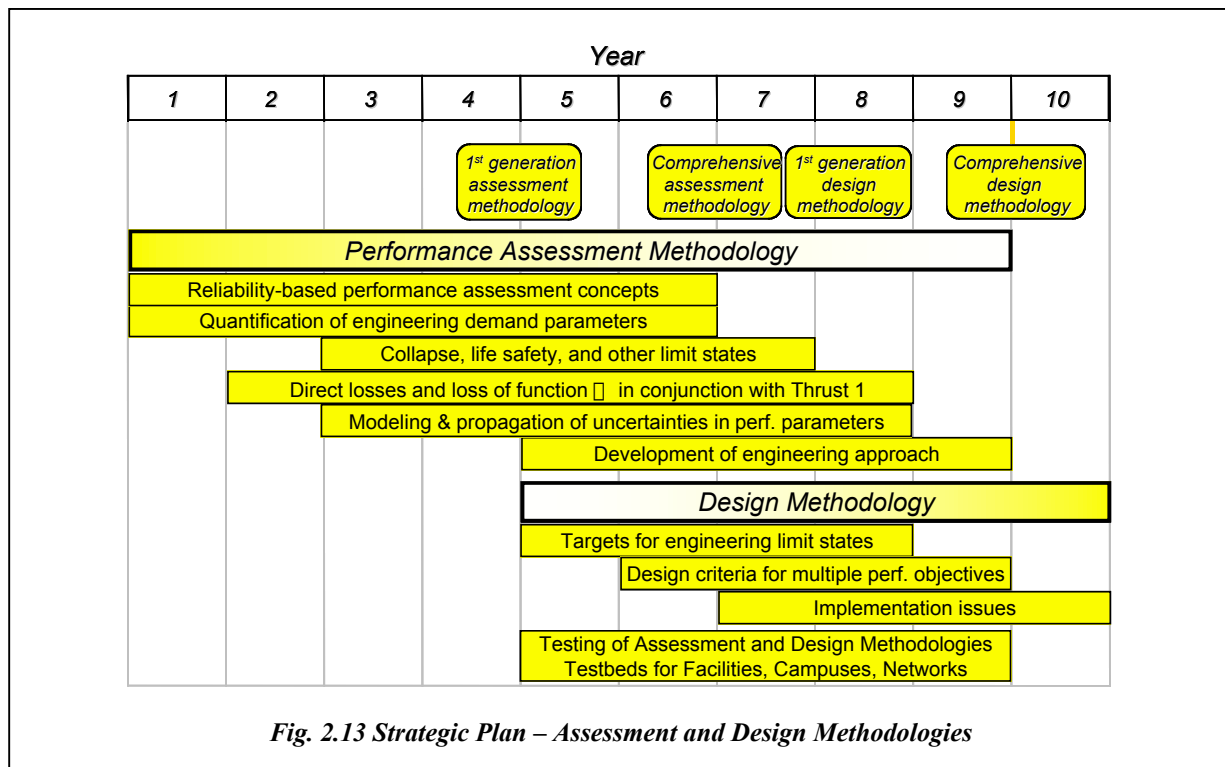 Year
1 2 3 4 5 6 7 8 9 10
1st generation
assessment
methodology
Comprehensive
assessment
methodology
1st generation
design
methodology
Comprehensive
design
methodology
Performance Assessment Methodology
Reliability-based performance assessment concepts
Quantification of engineering demand parameters
Collapse, life safety, and other limit states
Direct losses and loss of function  in conjunction with Thrust 1
Modeling & propagation of uncertainties in perf. parameters
Development of engineering approach
Design Methodology
Targets for engineering limit states
Design criteria for multiple perf. objectives
Implementation issues
Testing of Assessment and Design Methodologies
Testbeds for Facilities, Campuses, Networks
Fig. 2.13 Strategic Plan – Assessment and Design Methodologies